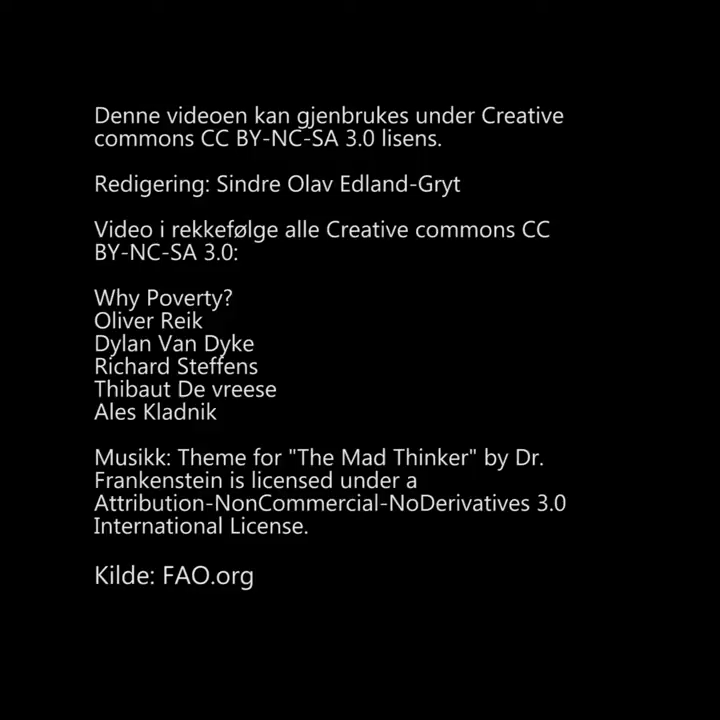 Denne videoen kan gjenbrukes under Creative
commons CC BY-NC-SA 3.0 lisens.
Redigering: Sindre Olav Edland-Gryt
Video i rekkefølge alle Creative commons CC
BY-NC-SA 3.0:
Why Poverty?
Oliver Reik
Dylan Van Dyke
Richard Steffens
Thibaut De vreese
Ales Kladnik
Musikk: Theme for "The Mad Thinker" by Dr.
Frankenstein is licensed under a
Attribution-NonCommercial-NoDerivatives 3.0
International License.
Kilde: FAO.org